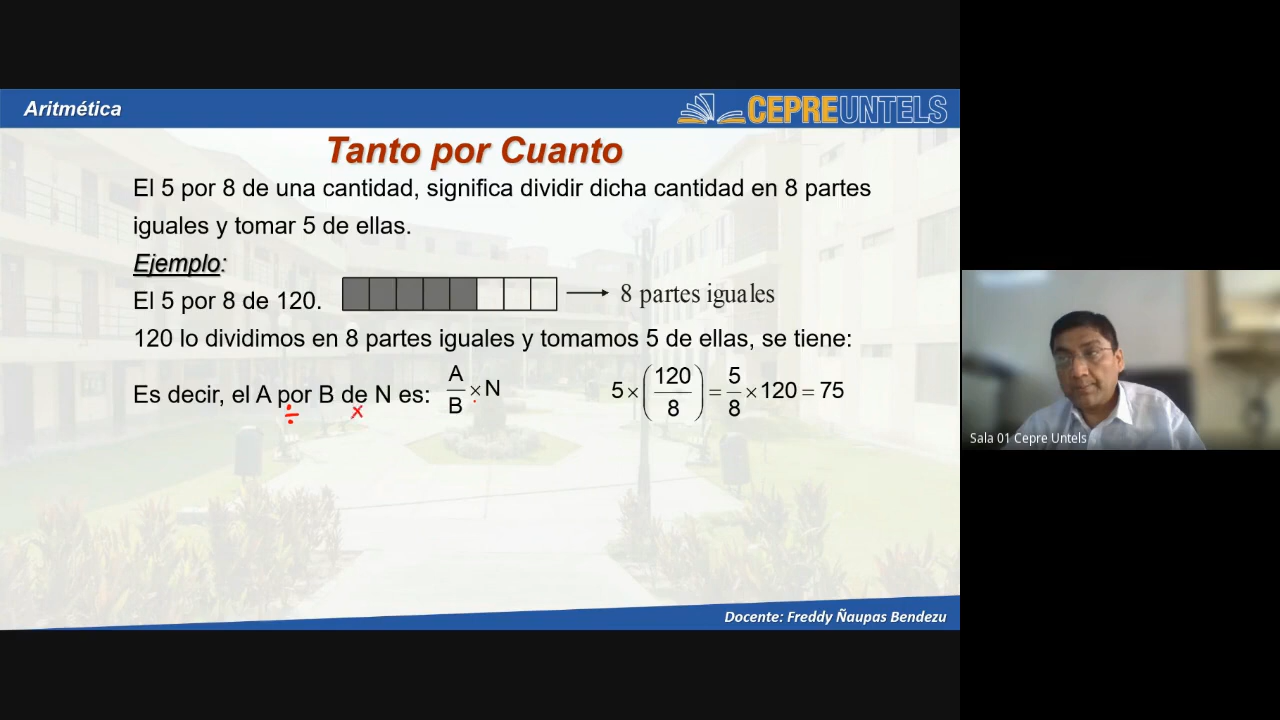 Aritmética
CEPREUNTELS
Tanto por Cuanto
El 5 por 8 de una cantidad, significa dividir dicha cantidad en 8 partes
iguales y tomar 5 de ellas.
Ejemplo:
El 5 por 8 de 120.
8 partes iguales
120 lo dividimos en 8 partes iguales y tomamos 5 de ellas, se tiene:
Es decir, el A por B de N es: A/B × N
÷ ×
5 × (120/8) = 5/8 × 120 = 75
Docente: Freddy Ñaupas Bendezu
Sala 01 Cepre Untels